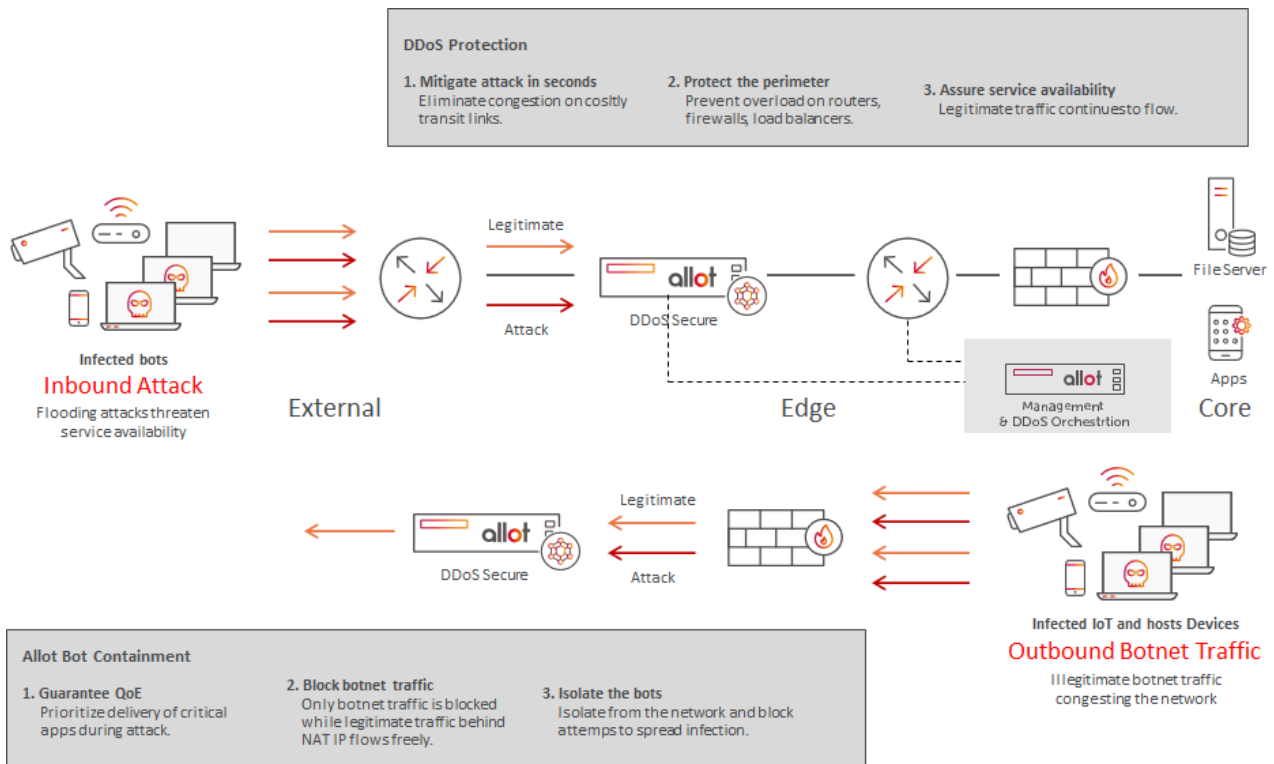 DDoS Protection
1. Mitigate attack in seconds
Eliminate congestion on cositly
transit links.
2. Protect the perimeter
Prevent overload on routers,
firewalls, load balancers.
3. Assure service availability
Legitimate traffic continuesto flow.
Legitimate
Attack
allot
DDoS Secure
File Server
Apps
Infected bots
Inbound Attack
Flooding attacks threaten
service availability
External
Edge
allot
Management
& DDoS Orchestrtion
Core
Legitimate
Attack
allot
DDoS Secure
Infected IoT and hosts Devices
Outbound Botnet Traffic
Illlegitimate botnet traffic
congesting the network
Allot Bot Containment
1. Guarantee QoE
Prioritize delivery of critical
apps during attack.
2. Block botnet traffic
Only botnet traffic is blocked
while legitimate traffic behind
NAT IP flows freely.
3. Isolate the bots
Isolate from the network and block
attemps to spread infection.